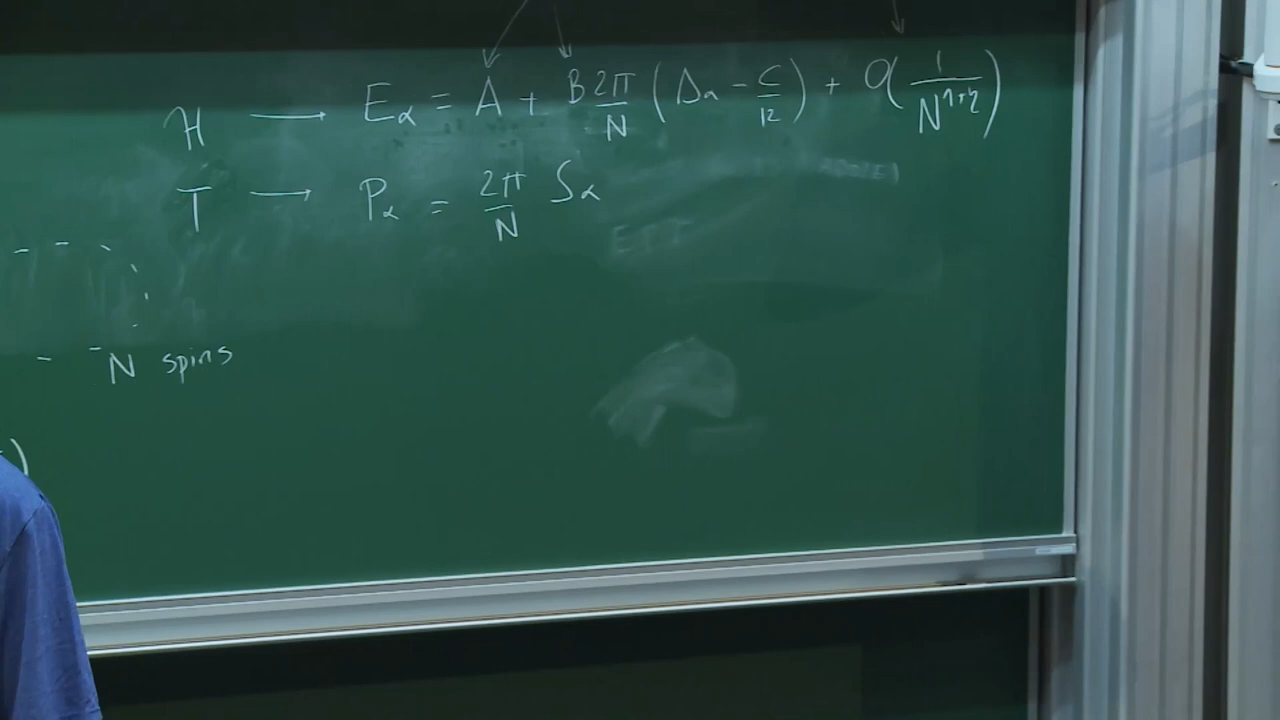 H → E_α = A + B 2π/N (Δ_α − c/12) + O(1/N^{1+η})
T → P_α = 2π/N S_α
N spins
)